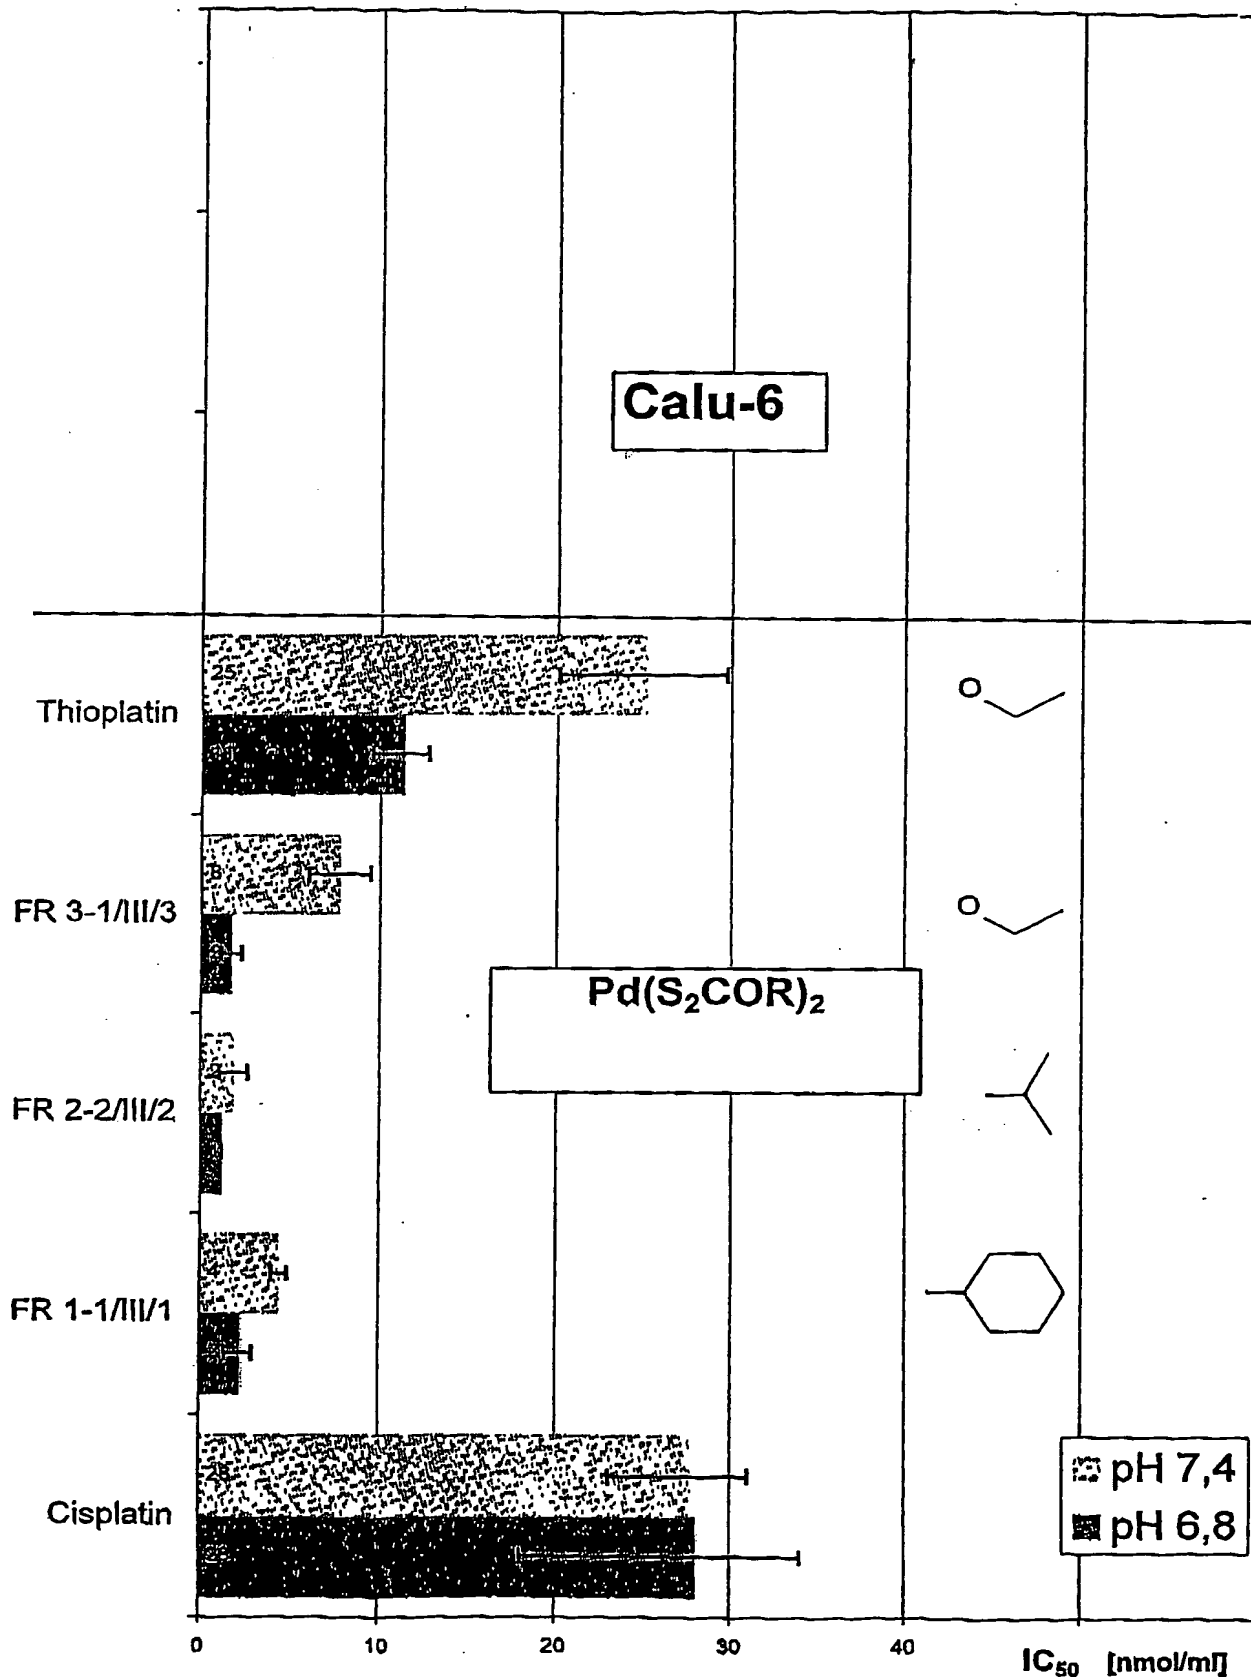 Calu-6
25
Thioplatin
O
8
FR 3-1/III/3
O
Pd(S₂COR)₂
2
FR 2-2/III/2
4
FR 1-1/III/1
28
Cisplatin
pH 7,4
pH 6,8
0 10 20 30 40
IC₅₀ [nmol/ml]